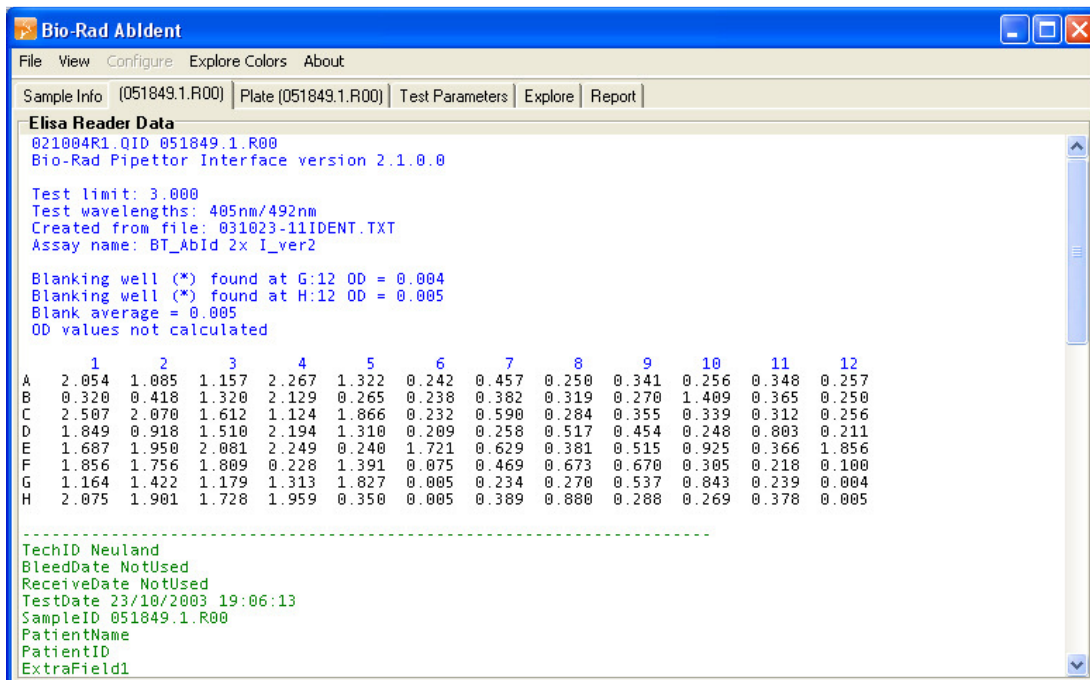 Bio-Rad AbIdent
File View Configure Explore Colors About
Sample Info (051849.1.R00) Plate (051849.1.R00) Test Parameters Explore Report
Elisa Reader Data
021004R1.QID 051849.1.R00
Bio-Rad Pipettor Interface version 2.1.0.0
Test limit: 3.000
Test wavelengths: 405nm/492nm
Created from file: 031023-11IDENT.TXT
Assay name: BT_AbId 2x I_ver2
Blanking well (*) found at G:12 OD = 0.004
Blanking well (*) found at H:12 OD = 0.005
Blank average = 0.005
OD values not calculated
1 2 3 4 5 6 7 8 9 10 11 12
A 2.054 1.085 1.157 2.267 1.322 0.242 0.457 0.250 0.341 0.256 0.348 0.257
B 0.320 0.418 1.320 2.129 0.265 0.238 0.382 0.319 0.270 1.409 0.365 0.250
C 2.507 2.070 1.612 1.124 1.866 0.232 0.590 0.284 0.355 0.339 0.312 0.256
D 1.849 0.918 1.510 2.194 1.310 0.209 0.258 0.517 0.454 0.248 0.803 0.211
E 1.687 1.950 2.081 2.249 0.240 1.721 0.629 0.381 0.515 0.925 0.366 1.856
F 1.856 1.756 1.809 0.228 1.391 0.075 0.469 0.673 0.670 0.305 0.218 0.100
G 1.164 1.422 1.179 1.313 1.827 0.005 0.234 0.270 0.537 0.843 0.239 0.004
H 2.075 1.901 1.728 1.959 0.350 0.005 0.389 0.880 0.288 0.269 0.378 0.005
----------------------------------------------------------------------
TechID Neuland
BleedDate NotUsed
ReceiveDate NotUsed
TestDate 23/10/2003 19:06:13
SampleID 051849.1.R00
PatientName
PatientID
ExtraField1